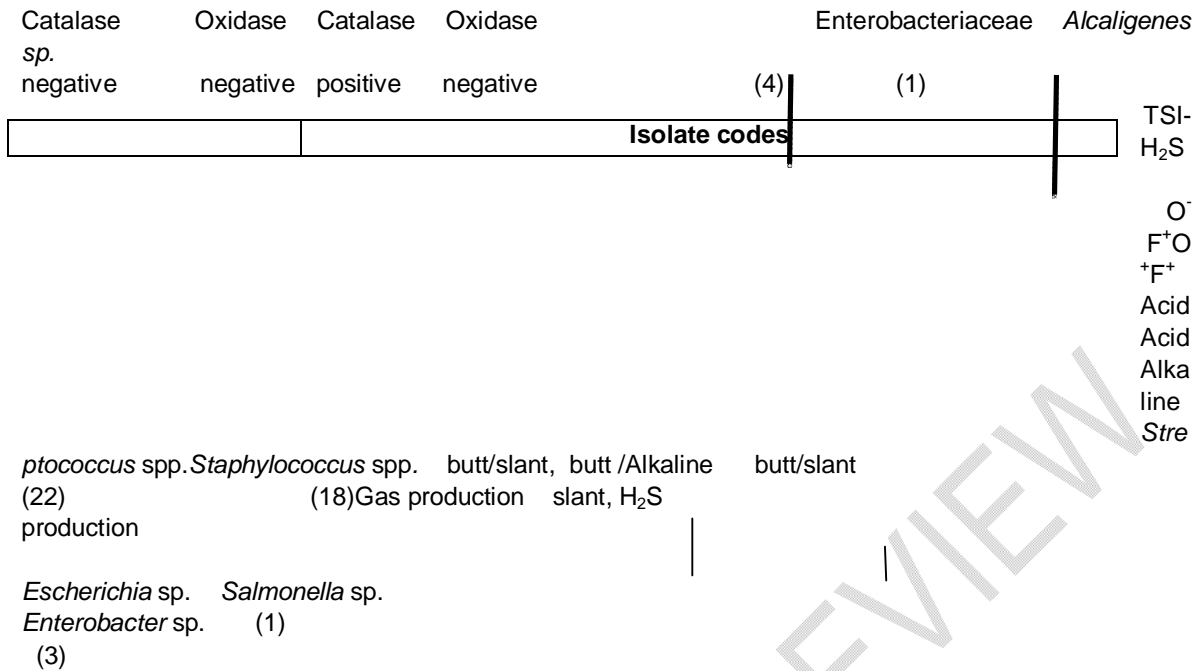 Catalase Oxidase Catalase Oxidase Enterobacteriaceae Alcaligenes
sp.
negative negative positive negative (4) (1)
Isolate codes
TSI-
H₂S
O⁻
F⁺O
⁺F⁺
Acid
Acid
Alka
line
Stre
ptococcus spp.Staphylococcus spp. butt/slant, butt /Alkaline butt/slant
(22) (18)Gas production slant, H₂S
production
Escherichia sp. Salmonella sp.
Enterobacter sp. (1)
(3)